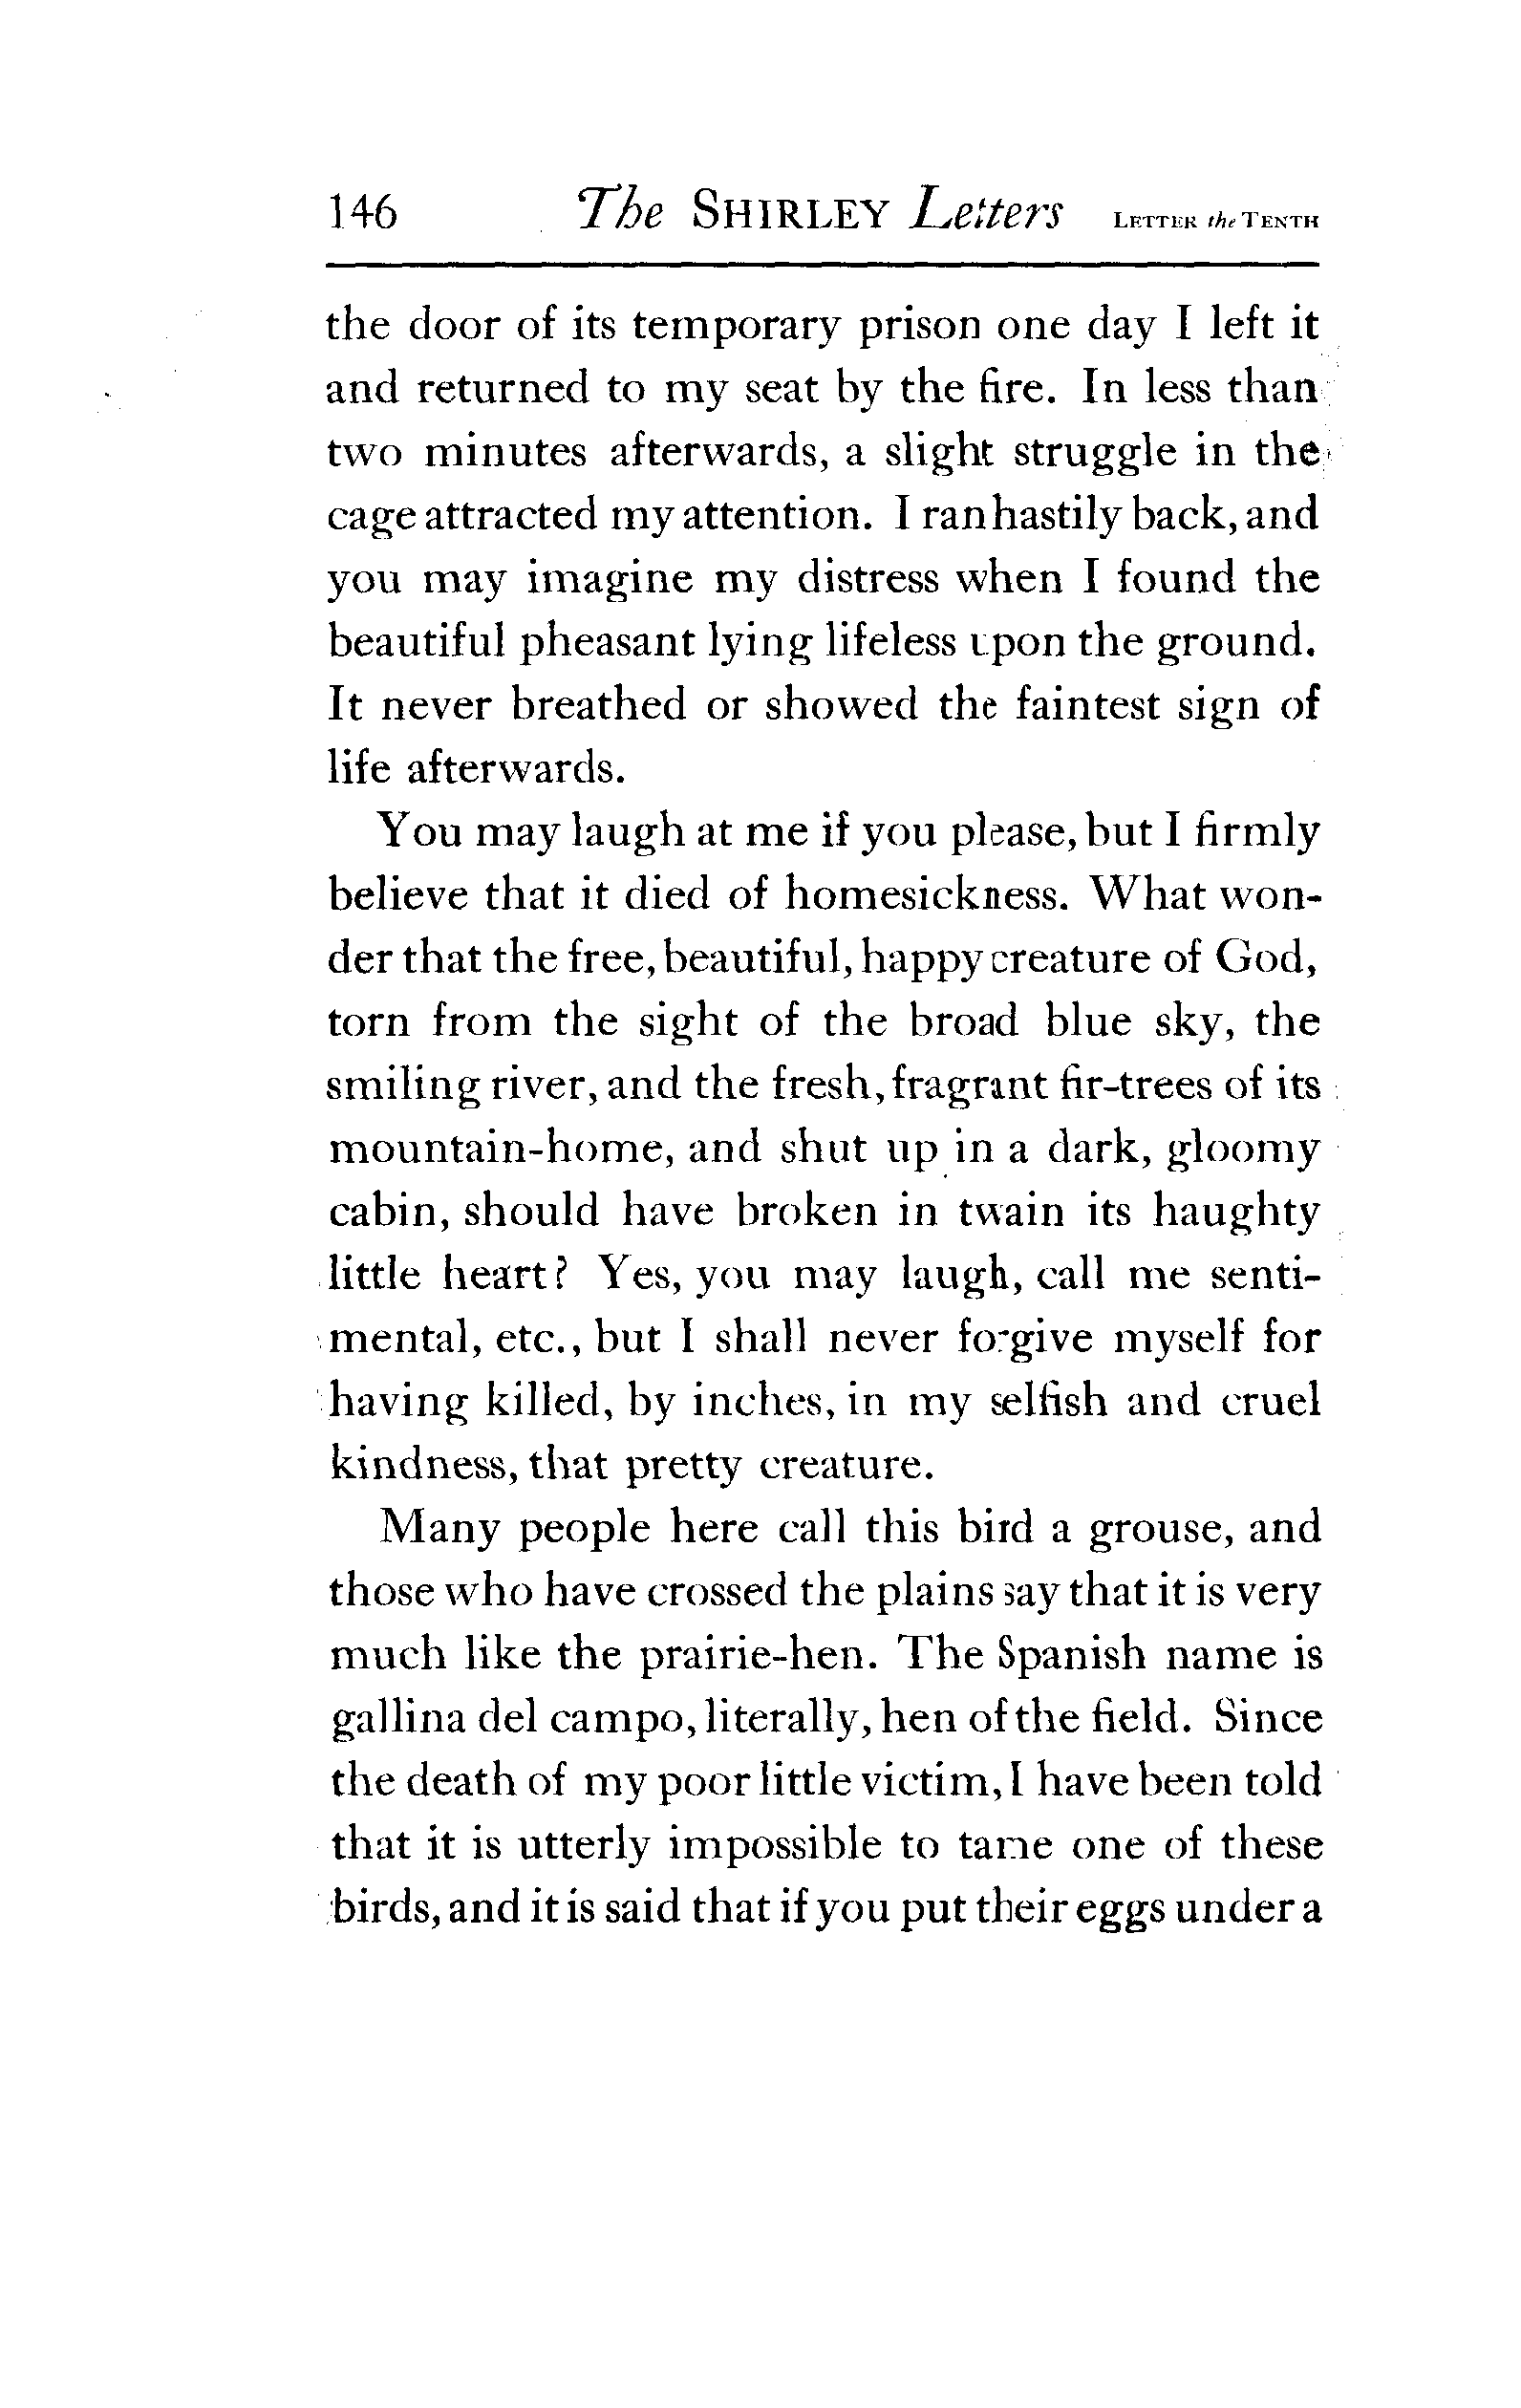 146 The SHIRLEY Letters LETTER the TENTH
the door of its temporary prison one day I left it
and returned to my seat by the fire. In less than
two minutes afterwards, a slight struggle in the
cage attracted my attention. I ran hastily back, and
you may imagine my distress when I found the
beautiful pheasant lying lifeless upon the ground.
It never breathed or showed the faintest sign of
life afterwards.
You may laugh at me if you please, but I firmly
believe that it died of homesickness. What won-
der that the free, beautiful, happy creature of God,
torn from the sight of the broad blue sky, the
smiling river, and the fresh, fragrant fir-trees of its
mountain-home, and shut up in a dark, gloomy
cabin, should have broken in twain its haughty
little heart? Yes, you may laugh, call me senti-
mental, etc., but I shall never forgive myself for
having killed, by inches, in my selfish and cruel
kindness, that pretty creature.
Many people here call this bird a grouse, and
those who have crossed the plains say that it is very
much like the prairie-hen. The Spanish name is
gallina del campo, literally, hen of the field. Since
the death of my poor little victim, I have been told
that it is utterly impossible to tame one of these
birds, and it is said that if you put their eggs under a